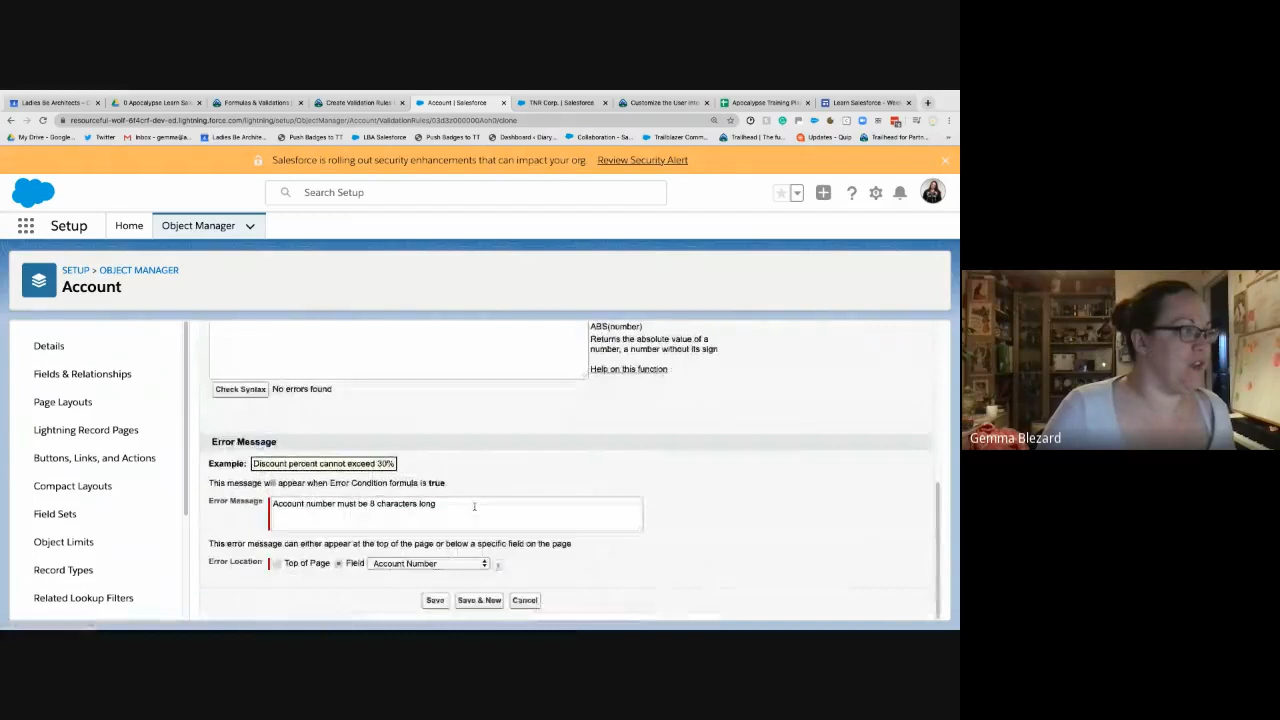 Ladies Be Architects - C
0 Apocalypse Learn Sal
Formulas & Validations |
Create Validation Rules
Account | Salesforce
TNR Corp. | Salesforce
Customize the User Inte
Apocalypse Training Pla
Learn Salesforce - Wee
resourceful-wolf-6f4crf-dev-ed.lightning.force.com/lightning/setup/ObjectManager/Account/ValidationRules/03d3z000000Aoh0/clone
My Drive - Google...
Twitter
Inbox - gemma@a...
Ladies Be Architec...
Push Badges to TT
LBA Salesforce
Push Badges to TT
Dashboard ‹ Diary...
Collaboration - Sa...
Trailblazer Comm...
Trailhead | The fu...
Updates - Quip
Trailhead for Partn...
Salesforce is rolling out security enhancements that can impact your org. Review Security Alert
Search Setup
Setup
Home
Object Manager
SETUP > OBJECT MANAGER
Account
Details
Fields & Relationships
Page Layouts
Lightning Record Pages
Buttons, Links, and Actions
Compact Layouts
Field Sets
Object Limits
Record Types
Related Lookup Filters
ABS(number)
Returns the absolute value of a
number, a number without its sign
Help on this function
Check Syntax No errors found
Error Message
Example: Discount percent cannot exceed 30%
This message will appear when Error Condition formula is true
Error Message Account number must be 8 characters long
This error message can either appear at the top of the page or below a specific field on the page
Error Location Top of Page Field Account Number i
Save Save & New Cancel
Gemma Blezard